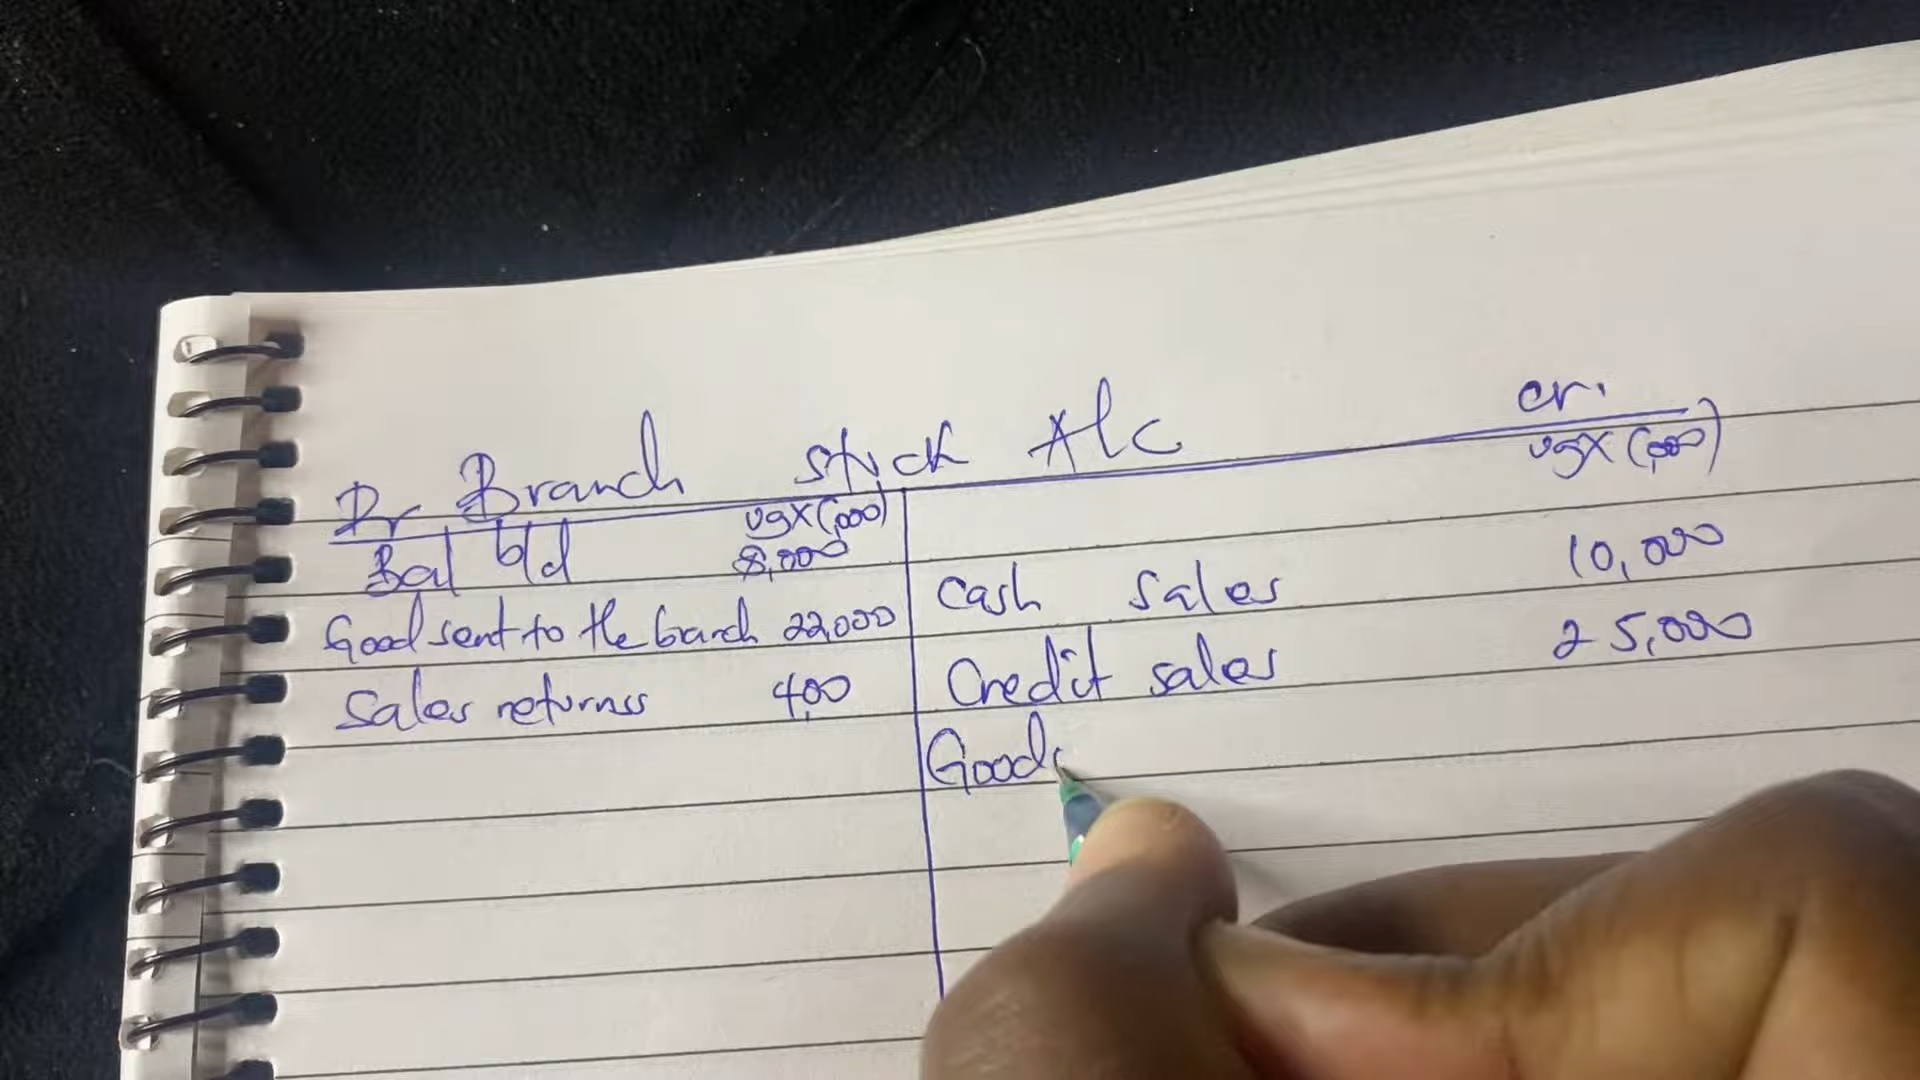 cr.
Dr Branch stock A/c
ugx (,000) ugx (,000)
Bal b/d 8,000
Cash Sales 10,000
Good sent to the branch 22,000
Credit sales 25,000
Sales returns 400
Goods